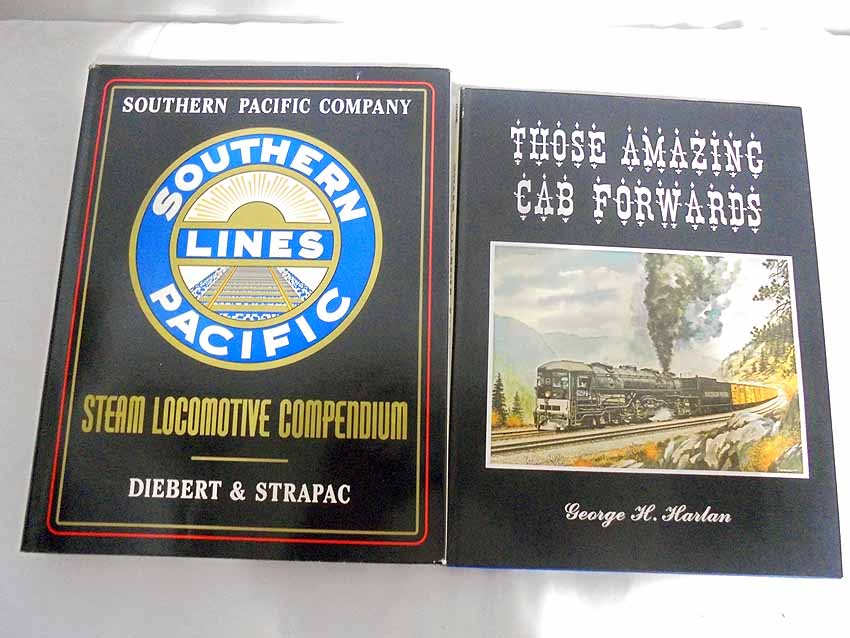 SOUTHERN PACIFIC COMPANY
SOUTHERN
LINES
PACIFIC
STEAM LOCOMOTIVE COMPENDIUM
DIEBERT & STRAPAC
THOSE AMAZING
CAB FORWARDS
George H. Harlan